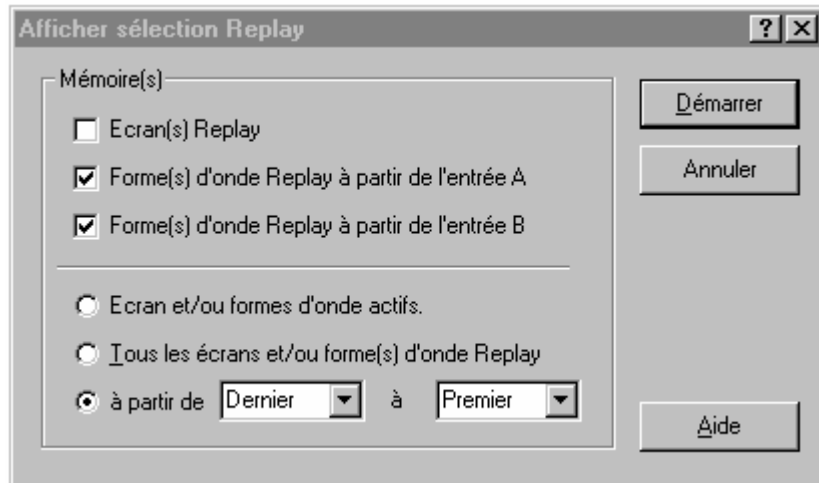 Afficher sélection Replay
Mémoire(s)
Ecran(s) Replay
Forme(s) d'onde Replay à partir de l'entrée A
Forme(s) d'onde Replay à partir de l'entrée B
Ecran et/ou formes d'onde actifs.
Tous les écrans et/ou forme(s) d'onde Replay
à partir de Dernier à Premier
Démarrer
Annuler
Aide